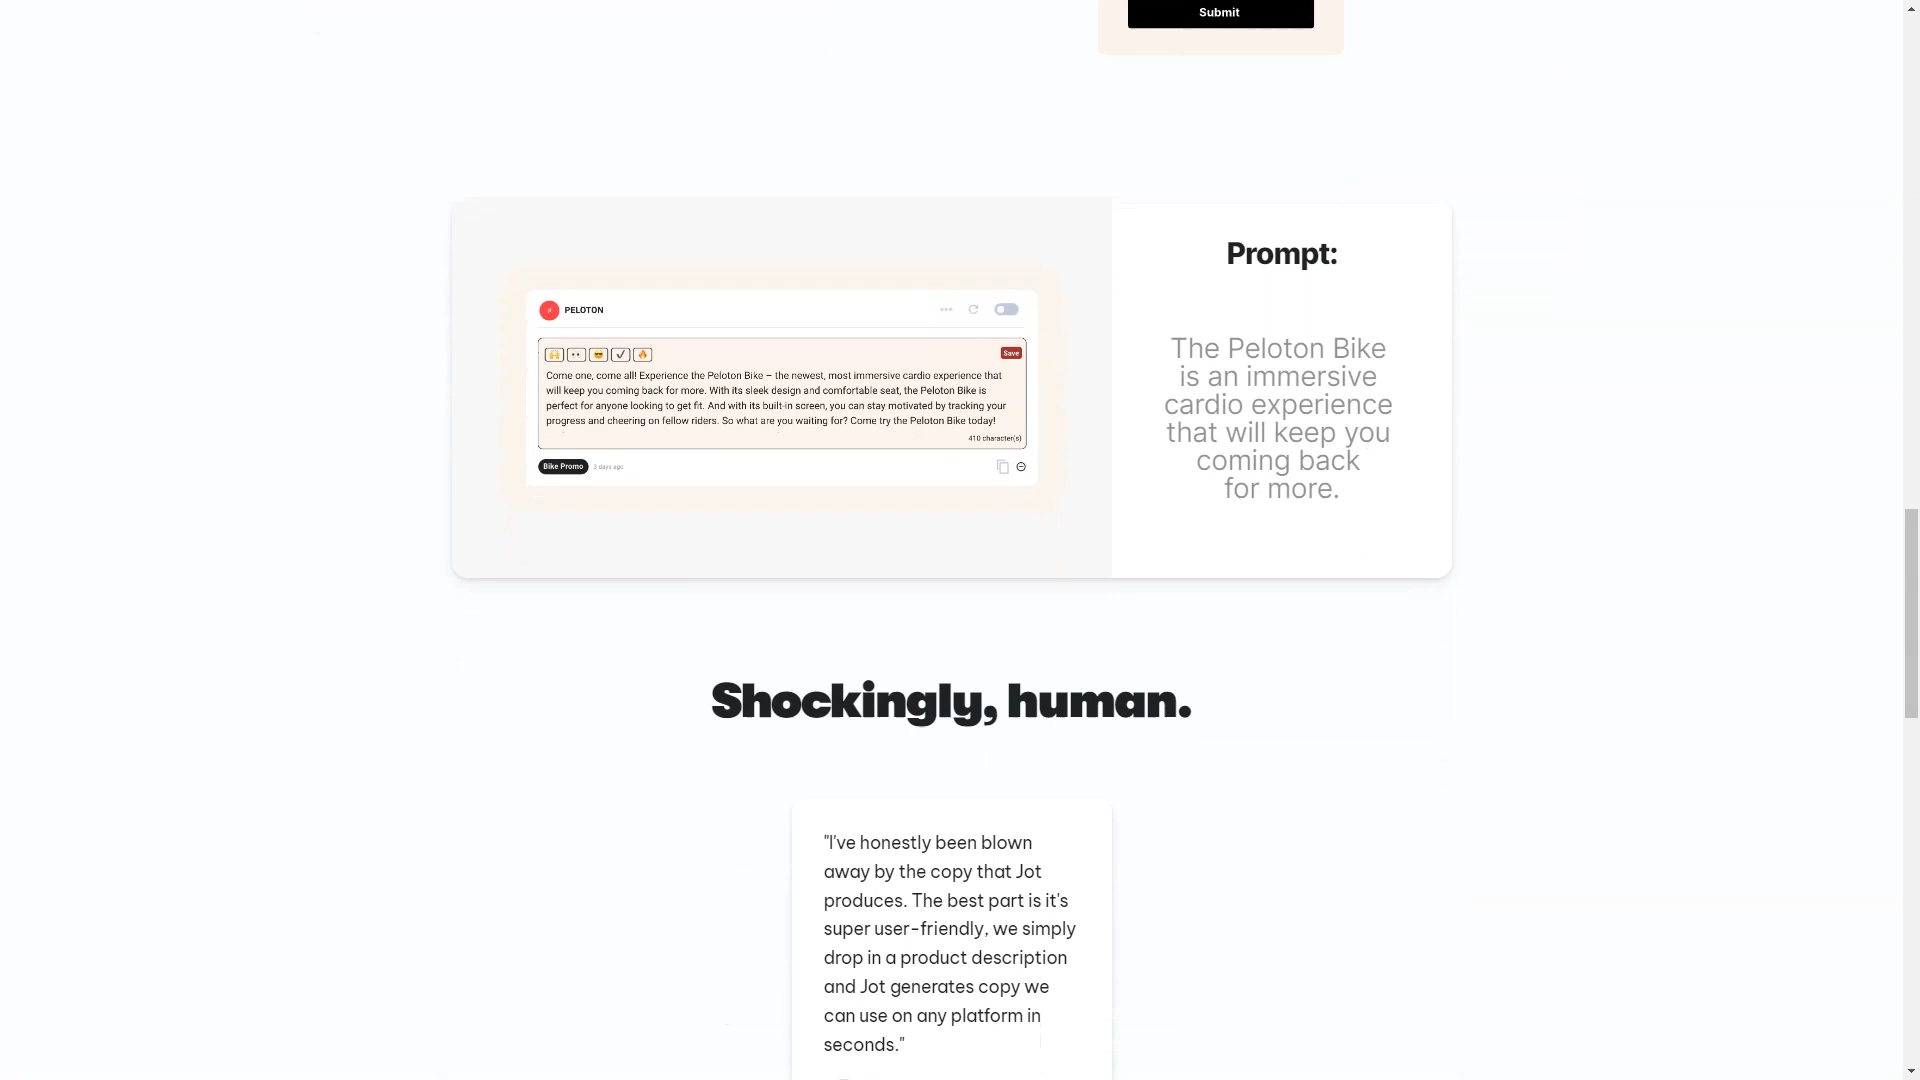 Submit
PELOTON
Save
Come one, come all! Experience the Peloton Bike – the newest, most immersive cardio experience that
will keep you coming back for more. With its sleek design and comfortable seat, the Peloton Bike is
perfect for anyone looking to get fit. And with its built-in screen, you can stay motivated by tracking your
progress and cheering on fellow riders. So what are you waiting for? Come try the Peloton Bike today!
410 character(s)
Bike Promo 3 days ago
Prompt:
The Peloton Bike
is an immersive
cardio experience
that will keep you
coming back
for more.
Shockingly, human.
"I've honestly been blown
away by the copy that Jot
produces. The best part is it's
super user-friendly, we simply
drop in a product description
and Jot generates copy we
can use on any platform in
seconds."